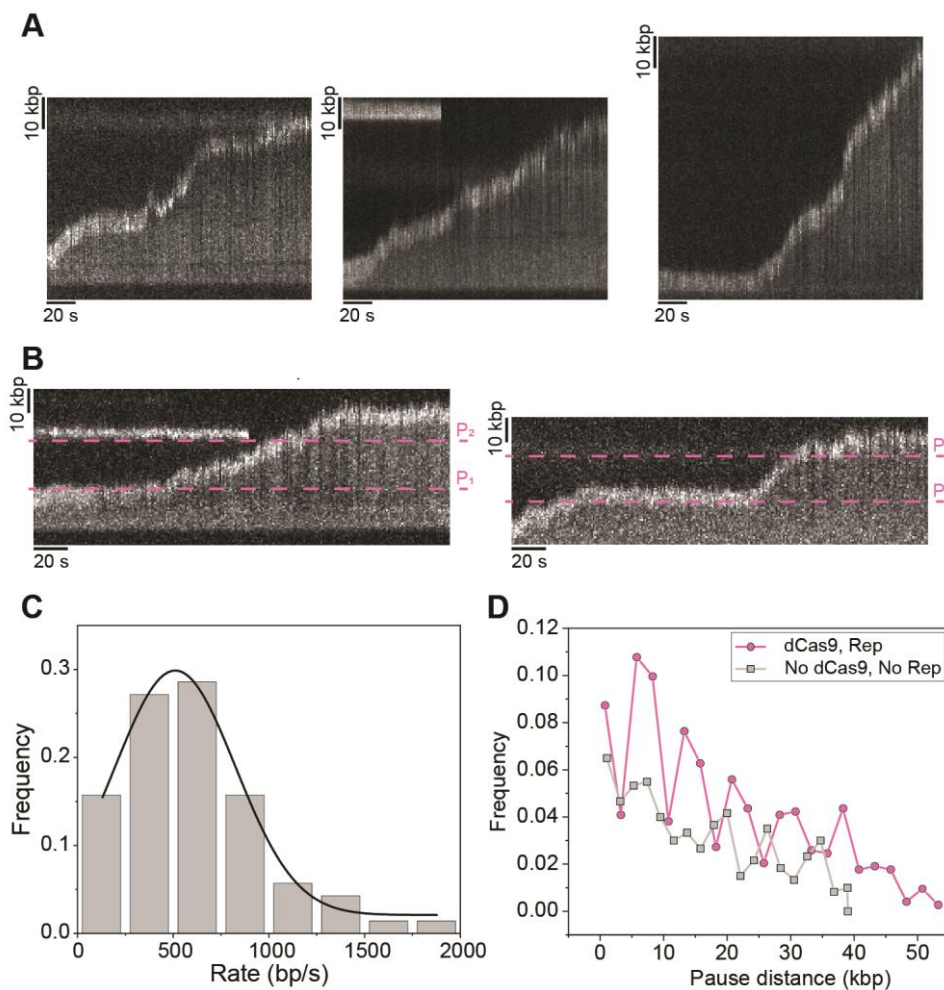 A
10 kbp
20 s
10 kbp
20 s
10 kbp
20 s
B
10 kbp
P₂
P₁
20 s
10 kbp
P
P
20 s
C
Frequency
0.3
0.2
0.1
0.0
0
500
1000
1500
2000
Rate (bp/s)
D
Frequency
0.12
0.10
0.08
0.06
0.04
0.02
0.00
dCas9, Rep
No dCas9, No Rep
0
10
20
30
40
50
Pause distance (kbp)